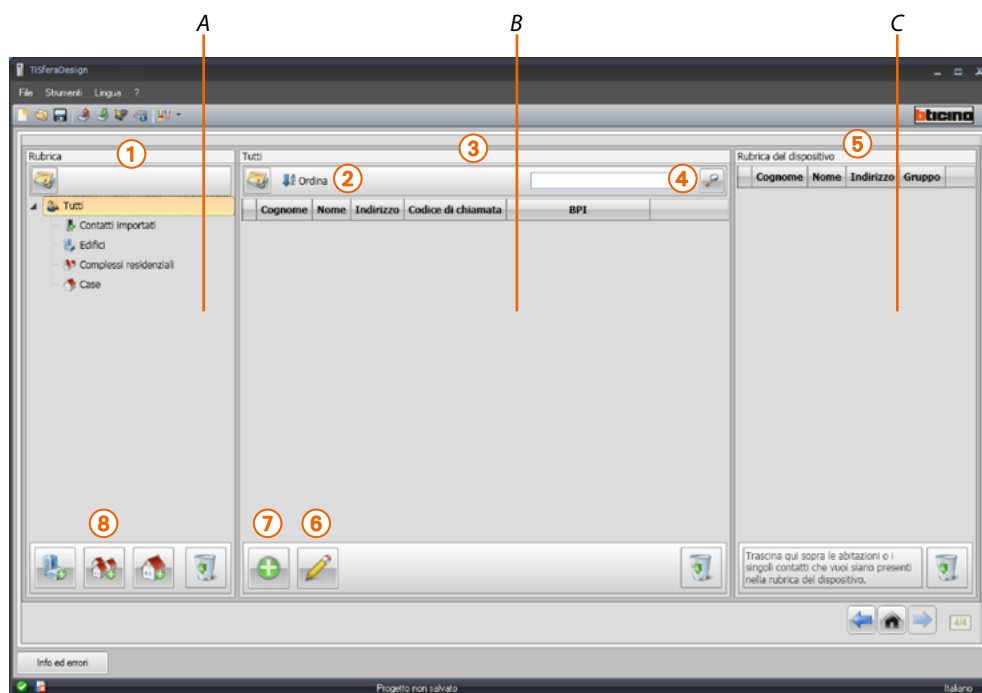 A B C
TiSferaDesign
File Strumenti Lingua ?
bticino
Rubrica 1
Tutti 3
Rubrica del dispositivo 5
Ordina 2 4
Cognome Nome Indirizzo Codice di chiamata BPI
Cognome Nome Indirizzo Gruppo
Tutti
Contatti importati
Edifici
Complessi residenziali
Case
8 7 6
Trascina qui sopra le abitazioni o i
singoli contatti che vuoi siano presenti
nella rubrica del dispositivo.
4/4
Info ed errori
Progetto non salvato Italiano